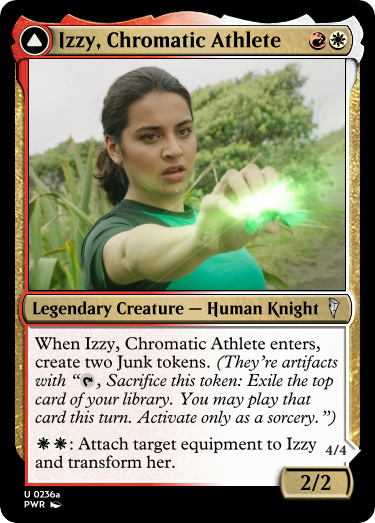 Izzy, Chromatic Athlete
Legendary Creature — Human Knight
When Izzy, Chromatic Athlete enters,
create two Junk tokens. (They're artifacts
with “, Sacrifice this token: Exile the top
card of your library. You may play that
card this turn. Activate only as a sorcery.”)
: Attach target equipment to Izzy
and transform her.
4/4
2/2
U 0236a
PWR